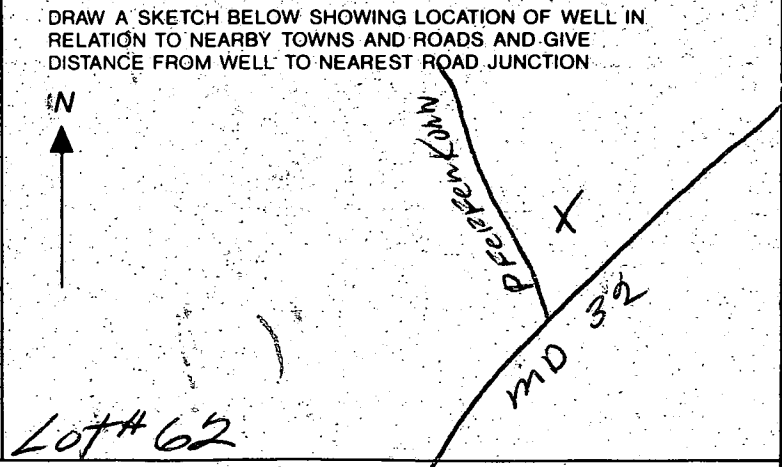 DRAW A SKETCH BELOW SHOWING LOCATION OF WELL IN
RELATION TO NEARBY TOWNS AND ROADS AND GIVE
DISTANCE FROM WELL TO NEAREST ROAD JUNCTION
N
X
MD 32
Lot# 62